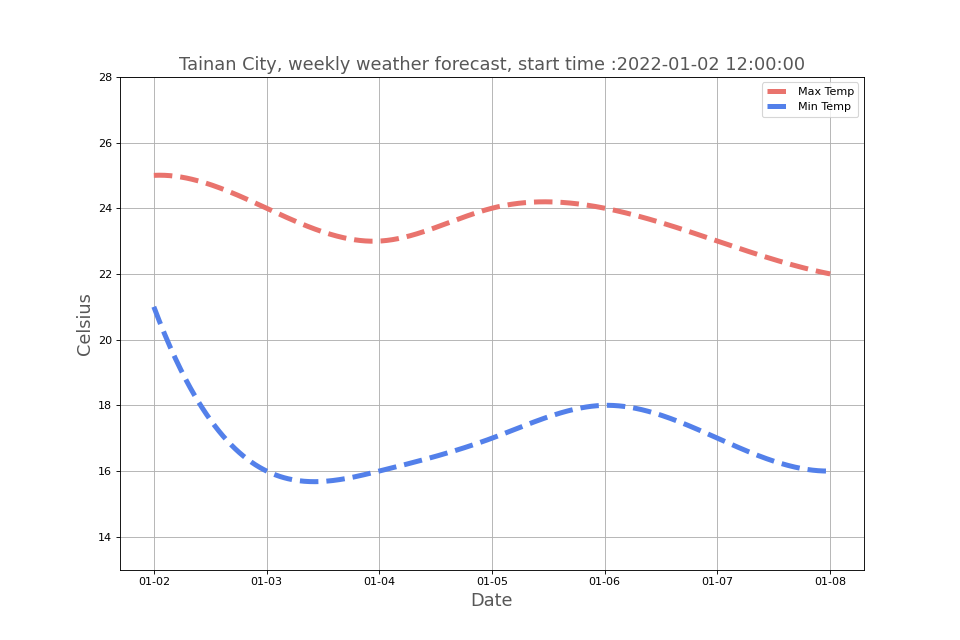 Tainan City, weekly weather forecast, start time :2022-01-02 12:00:00
Max Temp
Min Temp
28
26
24
22
20
18
16
14
Celsius
01-02 01-03 01-04 01-05 01-06 01-07 01-08
Date